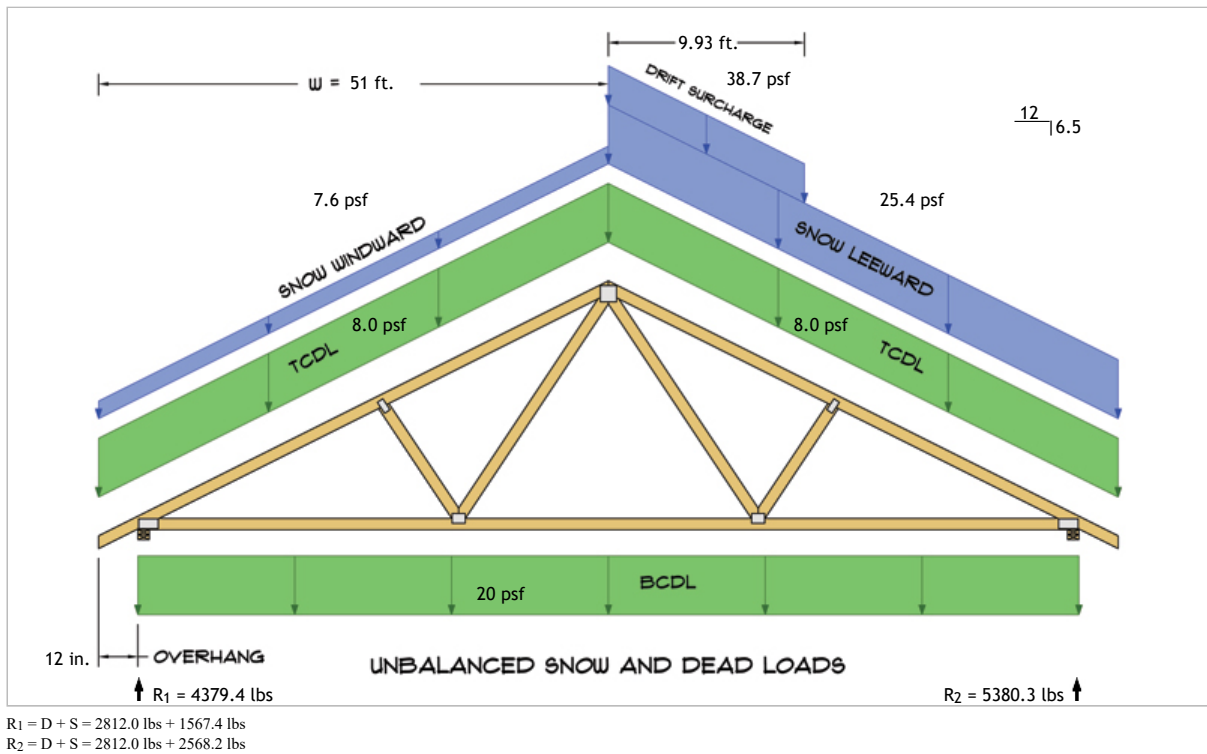 9.93 ft.
W = 51 ft.
DRIFT SURCHARGE
38.7 psf
12
6.5
7.6 psf
25.4 psf
SNOW WINDWARD
SNOW LEEWARD
8.0 psf
8.0 psf
TCDL
TCDL
20 psf
BCDL
12 in.
OVERHANG
UNBALANCED SNOW AND DEAD LOADS
R1 = 4379.4 lbs
R2 = 5380.3 lbs
R1 = D + S = 2812.0 lbs + 1567.4 lbs
R2 = D + S = 2812.0 lbs + 2568.2 lbs